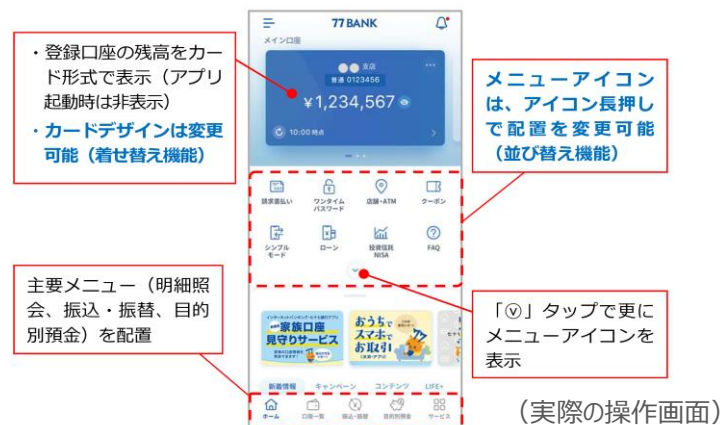 77 BANK
メイン口座
支店
普通 0123456
¥1,234,567
10:00 時点
・登録口座の残高をカー
ド形式で表示（アプリ
起動時は非表示）
・カードデザインは変更
可能（着せ替え機能）
メニューアイコン
は、アイコン長押し
で配置を変更可能
（並び替え機能）
請求書払い
ワンタイム
パスワード
店舗・ATM
クーポン
シンプル
モード
ローン
投資信託
NISA
FAQ
主要メニュー（明細照
会、振込・振替、目的
別預金）を配置
「ⓥ」タップで更に
メニューアイコンを
表示
家族口座
見守りサービス
おうちで
スマホで
お取引
新着情報
キャンペーン
コンテンツ
LIFE+
ホーム
口座一覧
振込・振替
目的別預金
サービス
（実際の操作画面）